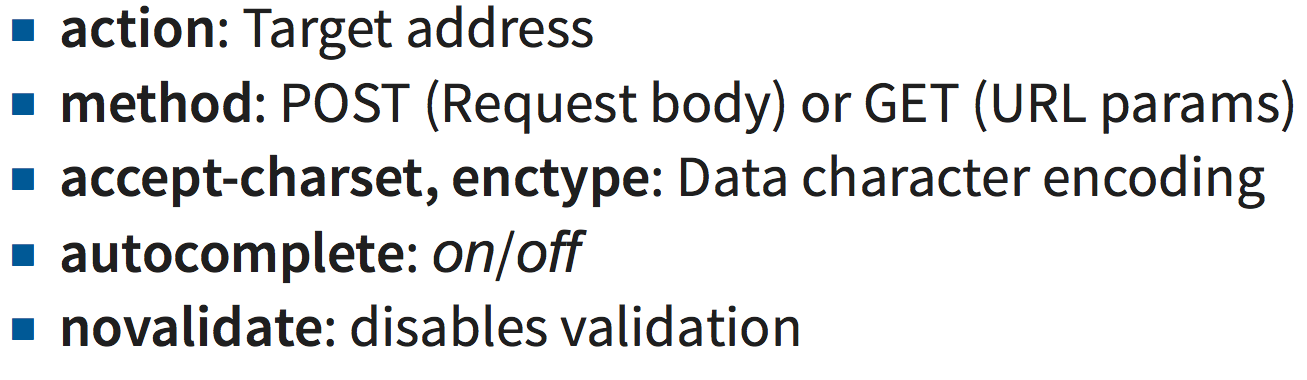 ■ action: Target address
■ method: POST (Request body) or GET (URL params)
■ accept-charset, enctype: Data character encoding
■ autocomplete: on/off
■ novalidate: disables validation